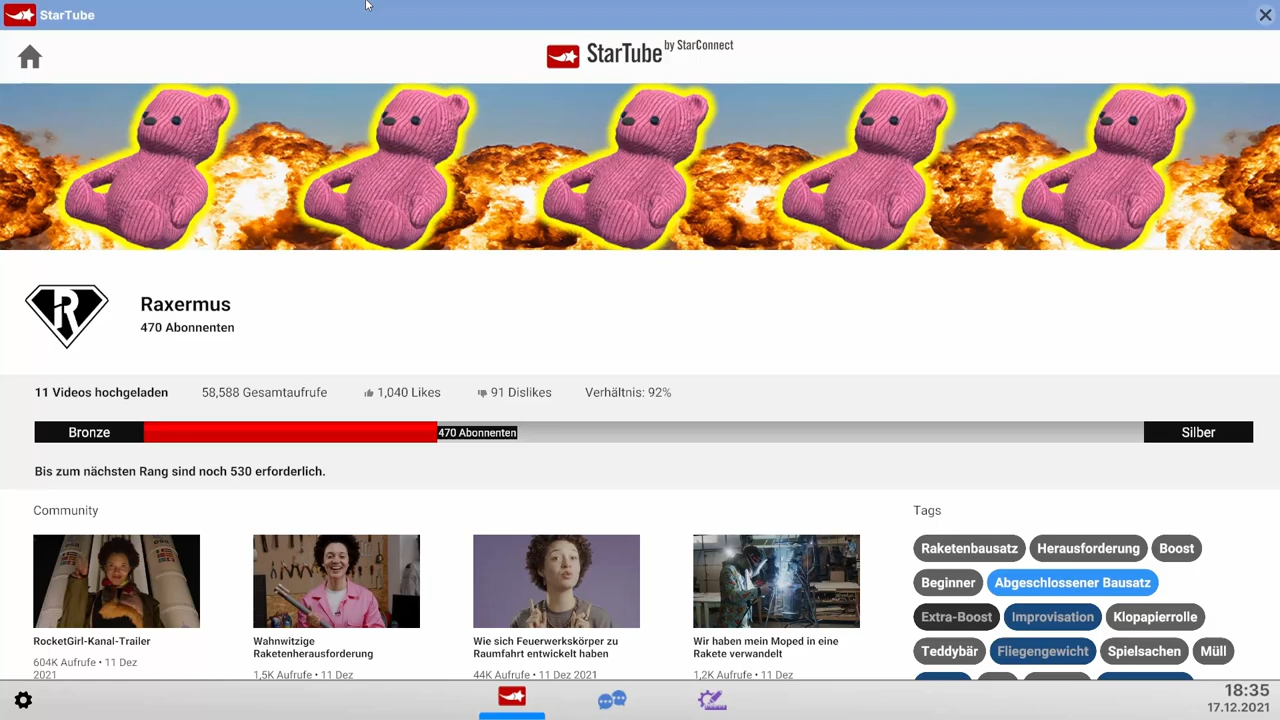 StarTube
StarTube by StarConnect
Raxermus
470 Abonnenten
11 Videos hochgeladen 58,588 Gesamtaufrufe 1,040 Likes 91 Dislikes Verhältnis: 92%
Bronze 470 Abonnenten Silber
Bis zum nächsten Rang sind noch 530 erforderlich.
Community
RocketGirl-Kanal-Trailer
604K Aufrufe • 11 Dez
2021
Wahnwitzige
Raketenherausforderung
1,5K Aufrufe • 11 Dez
Wie sich Feuerwerkskörper zu
Raumfahrt entwickelt haben
44K Aufrufe • 11 Dez 2021
Wir haben mein Moped in eine
Rakete verwandelt
1,2K Aufrufe • 11 Dez
Tags
Raketenbausatz Herausforderung Boost
Beginner Abgeschlossener Bausatz
Extra-Boost Improvisation Klopapierrolle
Teddybär Fliegengewicht Spielsachen Müll
18:35
17.12.2021